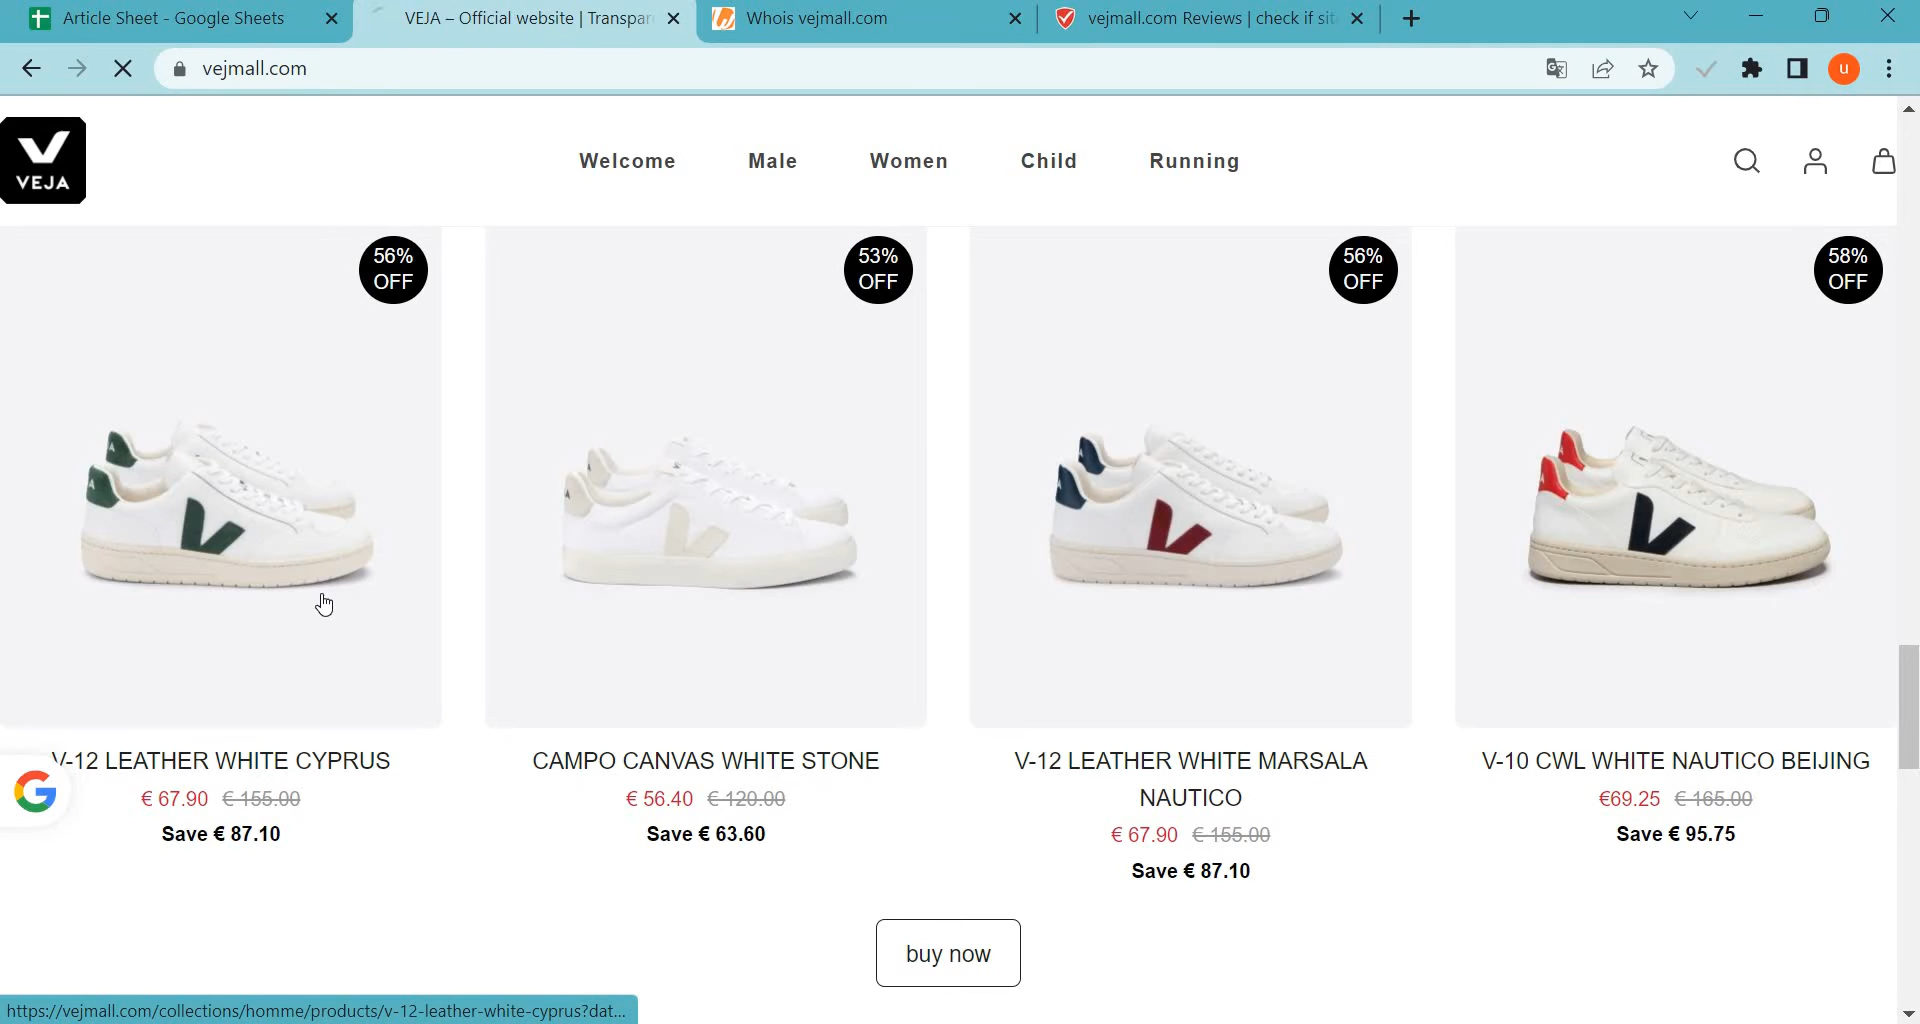 Article Sheet - Google Sheets
VEJA – Official website | Transpar
Whois vejmall.com
vejmall.com Reviews | check if sit
vejmall.com
u
VEJA
Welcome
Male
Women
Child
Running
56%
OFF
53%
OFF
56%
OFF
58%
OFF
V-12 LEATHER WHITE CYPRUS
€ 67.90 € 155.00
Save € 87.10
CAMPO CANVAS WHITE STONE
€ 56.40 € 120.00
Save € 63.60
V-12 LEATHER WHITE MARSALA
NAUTICO
€ 67.90 € 155.00
Save € 87.10
V-10 CWL WHITE NAUTICO BEIJING
€69.25 € 165.00
Save € 95.75
G
buy now
https://vejmall.com/collections/homme/products/v-12-leather-white-cyprus?dat...